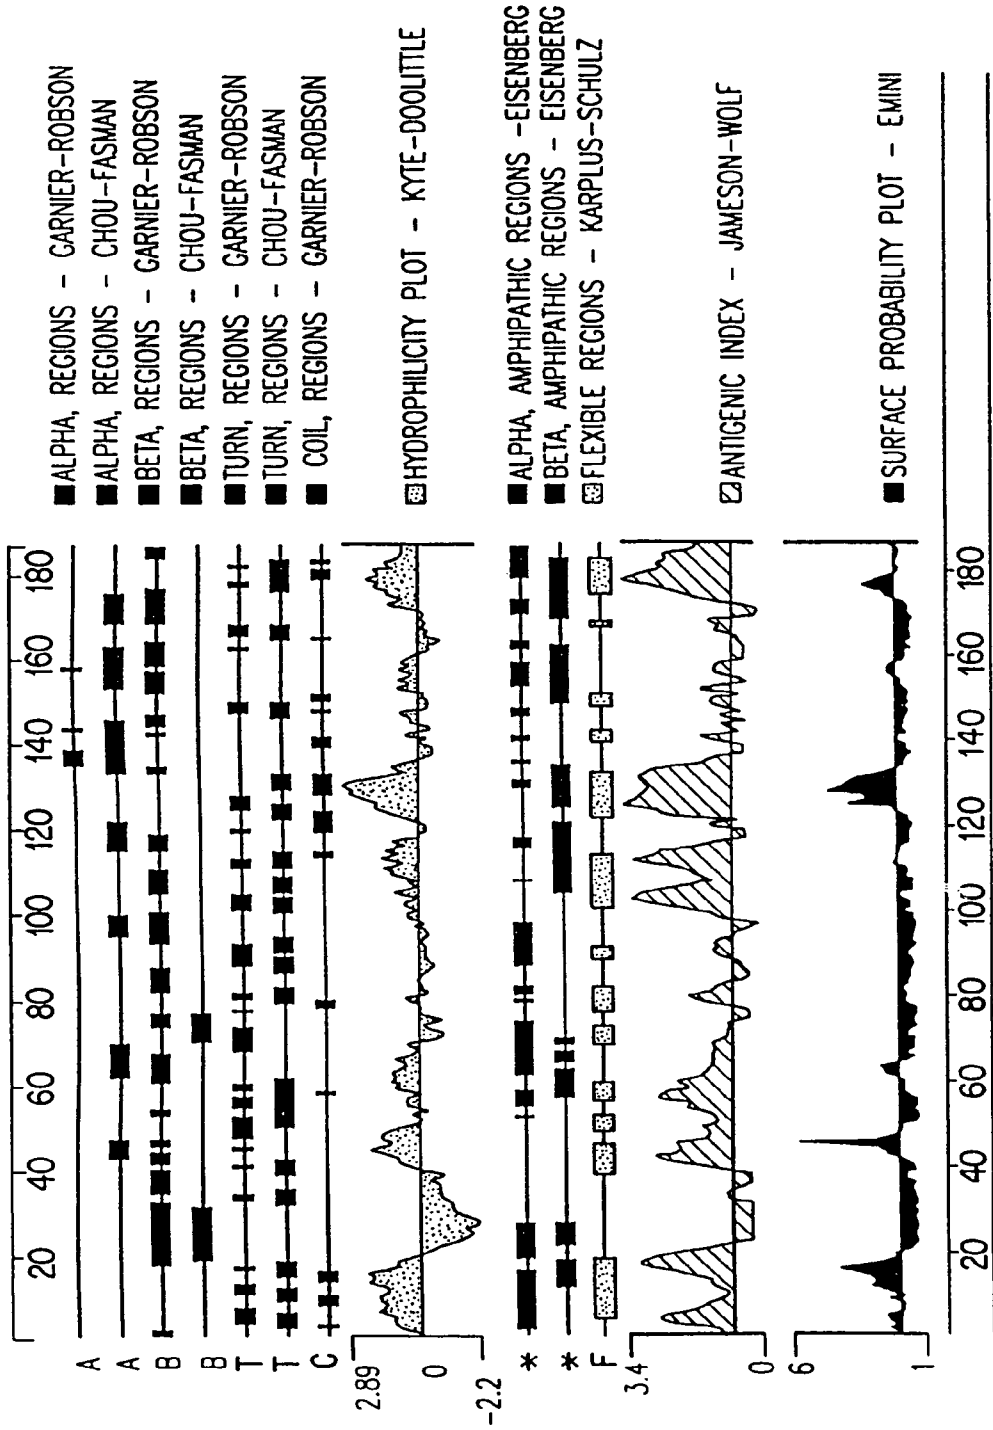 20 40 60 80 100 120 140 160 180
A ALPHA, REGIONS - GARNIER-ROBSON
A ALPHA, REGIONS - CHOU-FASMAN
B BETA, REGIONS - GARNIER-ROBSON
B BETA, REGIONS - CHOU-FASMAN
T TURN, REGIONS - GARNIER-ROBSON
T TURN, REGIONS - CHOU-FASMAN
C COIL, REGIONS - GARNIER-ROBSON
2.89
0
-2.2
HYDROPHILICITY PLOT - KYTE-DOOLITTLE
* ALPHA, AMPHIPATHIC REGIONS -EISENBERG
* BETA, AMPHIPATHIC REGIONS - EISENBERG
F FLEXIBLE REGIONS - KARPLUS-SCHULZ
3.4
0
ANTIGENIC INDEX - JAMESON-WOLF
6
1
SURFACE PROBABILITY PLOT - EMINI
20 40 60 80 100 120 140 160 180